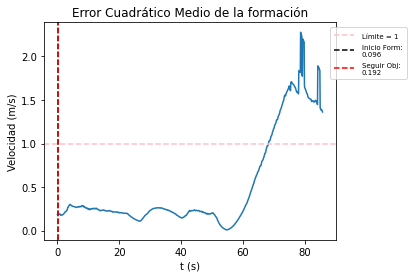 Error Cuadrático Medio de la formación
Límite = 1
Inicio Form:
0.096
Seguir Obj:
0.192
Velocidad (m/s)
2.0
1.5
1.0
0.5
0.0
0
20
40
60
80
t (s)